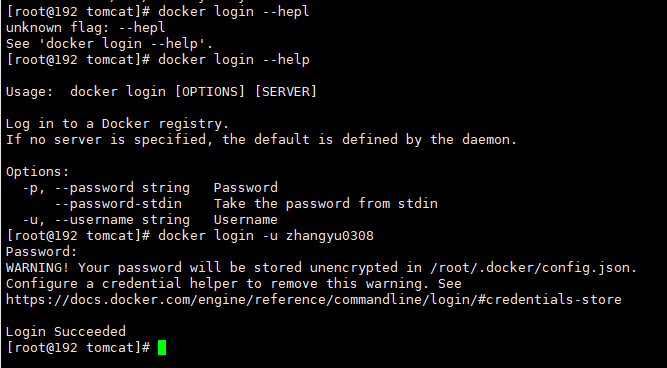 [root@192 tomcat]# docker login --hepl
unknown flag: --hepl
See 'docker login --help'.
[root@192 tomcat]# docker login --help
Usage:  docker login [OPTIONS] [SERVER]
Log in to a Docker registry.
If no server is specified, the default is defined by the daemon.
Options:
  -p, --password string   Password
      --password-stdin    Take the password from stdin
  -u, --username string   Username
[root@192 tomcat]# docker login -u zhangyu0308
Password:
WARNING! Your password will be stored unencrypted in /root/.docker/config.json.
Configure a credential helper to remove this warning. See
https://docs.docker.com/engine/reference/commandline/login/#credentials-store
Login Succeeded
[root@192 tomcat]#